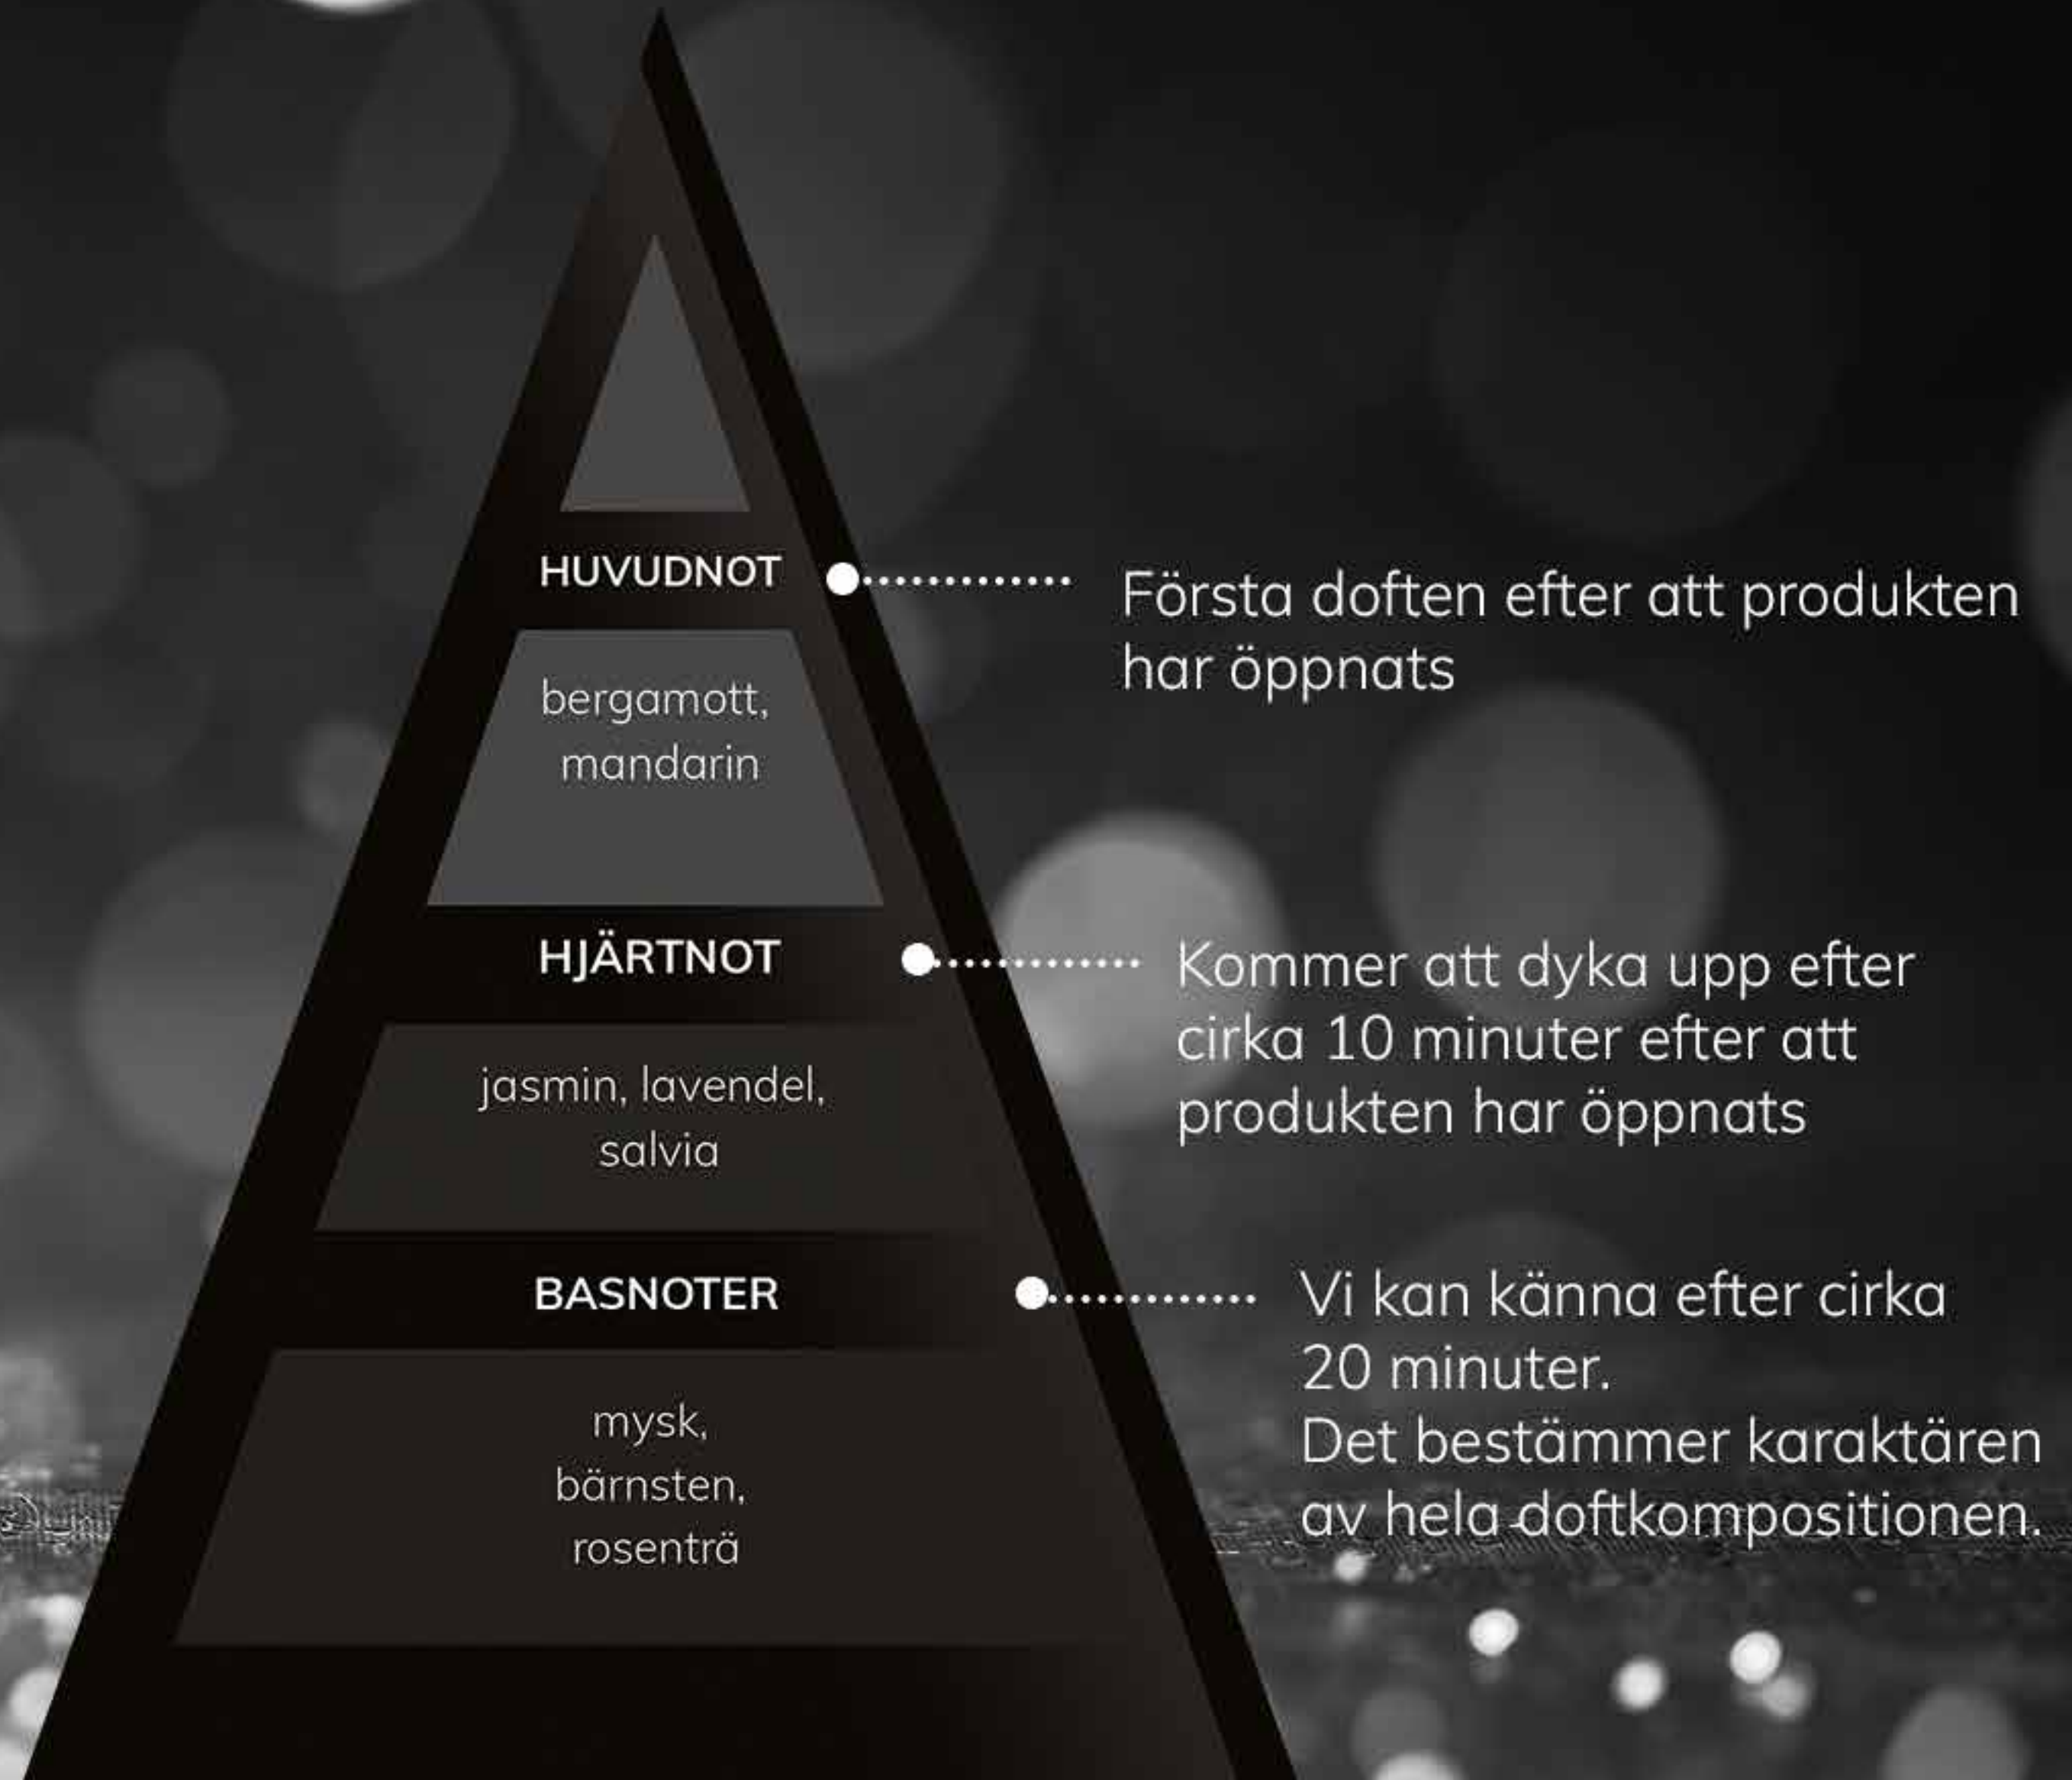 HUVUDNOT
Första doften efter att produkten
har öppnats
bergamott,
mandarin
HJÄRTNOT
Kommer att dyka upp efter
cirka 10 minuter efter att
produkten har öppnats
jasmin, lavendel,
salvia
BASNOTER
Vi kan känna efter cirka
20 minuter.
Det bestämmer karaktären
av hela doftkompositionen.
mysk,
bärnsten,
rosenträ